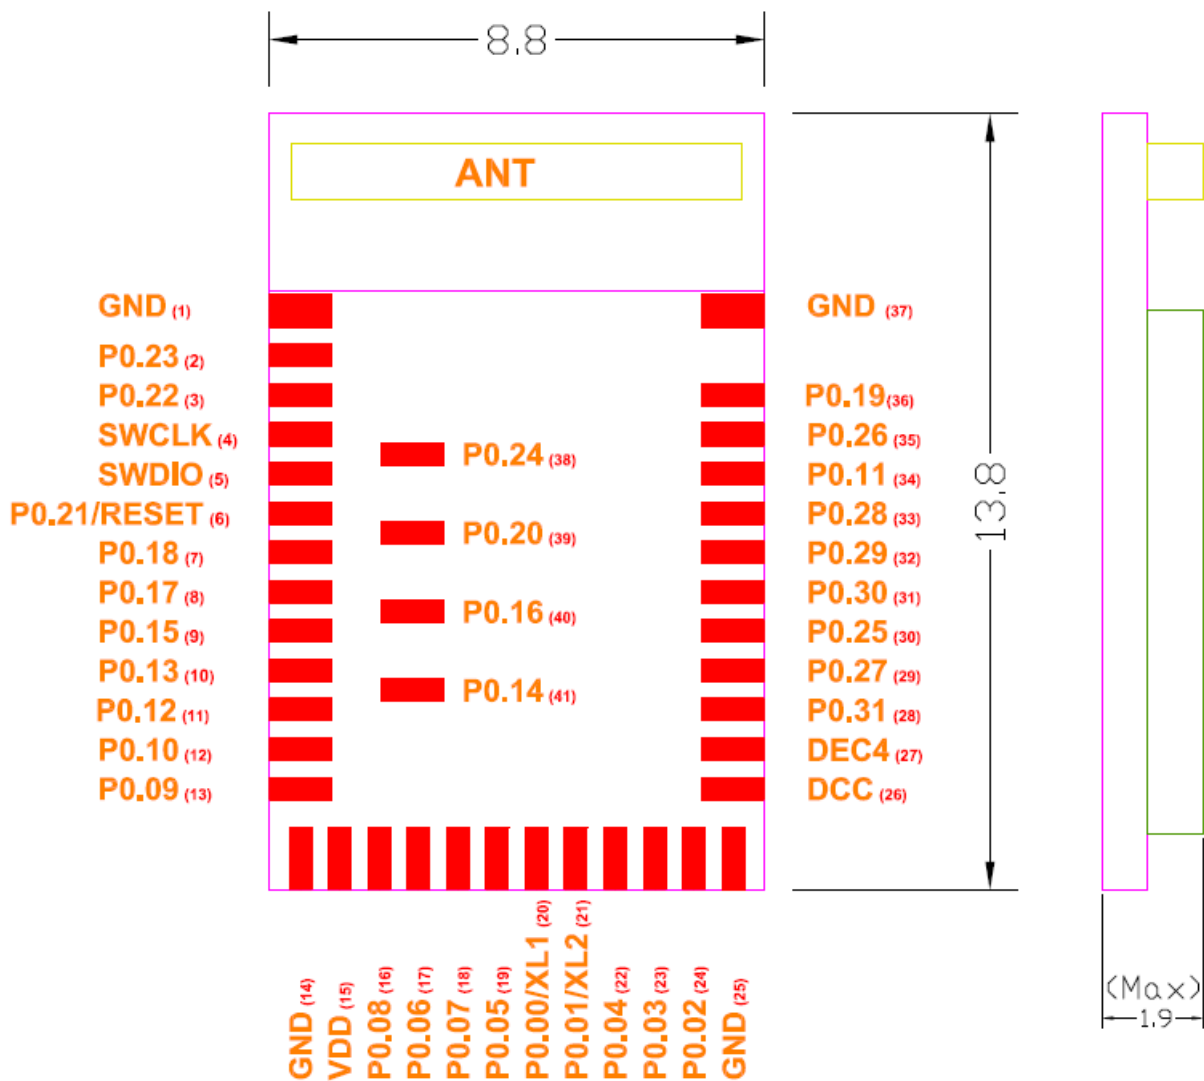 8.8
ANT
GND (1)
P0.23 (2)
P0.22 (3)
SWCLK (4)
SWDIO (5)
P0.21/RESET (6)
P0.18 (7)
P0.17 (8)
P0.15 (9)
P0.13 (10)
P0.12 (11)
P0.10 (12)
P0.09 (13)
P0.24 (38)
P0.20 (39)
P0.16 (40)
P0.14 (41)
GND (37)
P0.19 (36)
P0.26 (35)
P0.11 (34)
P0.28 (33)
P0.29 (32)
P0.30 (31)
P0.25 (30)
P0.27 (29)
P0.31 (28)
DEC4 (27)
DCC (26)
13.8
GND (14)
VDD (15)
P0.08 (16)
P0.06 (17)
P0.07 (18)
P0.05 (19)
P0.00/XL1 (20)
P0.01/XL2 (21)
P0.04 (22)
P0.03 (23)
P0.02 (24)
GND (25)
(Max)
1.9